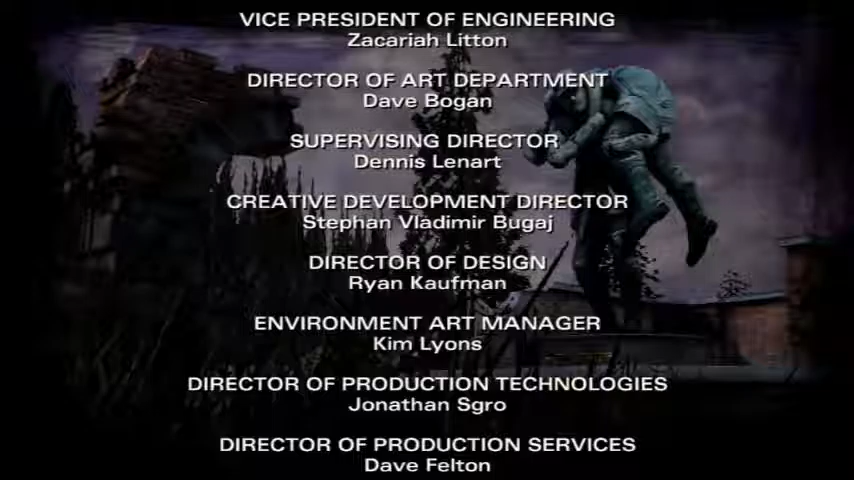 VICE PRESIDENT OF ENGINEERING
Zacariah Litton
DIRECTOR OF ART DEPARTMENT
Dave Bogan
SUPERVISING DIRECTOR
Dennis Lenart
CREATIVE DEVELOPMENT DIRECTOR
Stephan Vladimir Bugaj
DIRECTOR OF DESIGN
Ryan Kaufman
ENVIRONMENT ART MANAGER
Kim Lyons
DIRECTOR OF PRODUCTION TECHNOLOGIES
Jonathan Sgro
DIRECTOR OF PRODUCTION SERVICES
Dave Felton